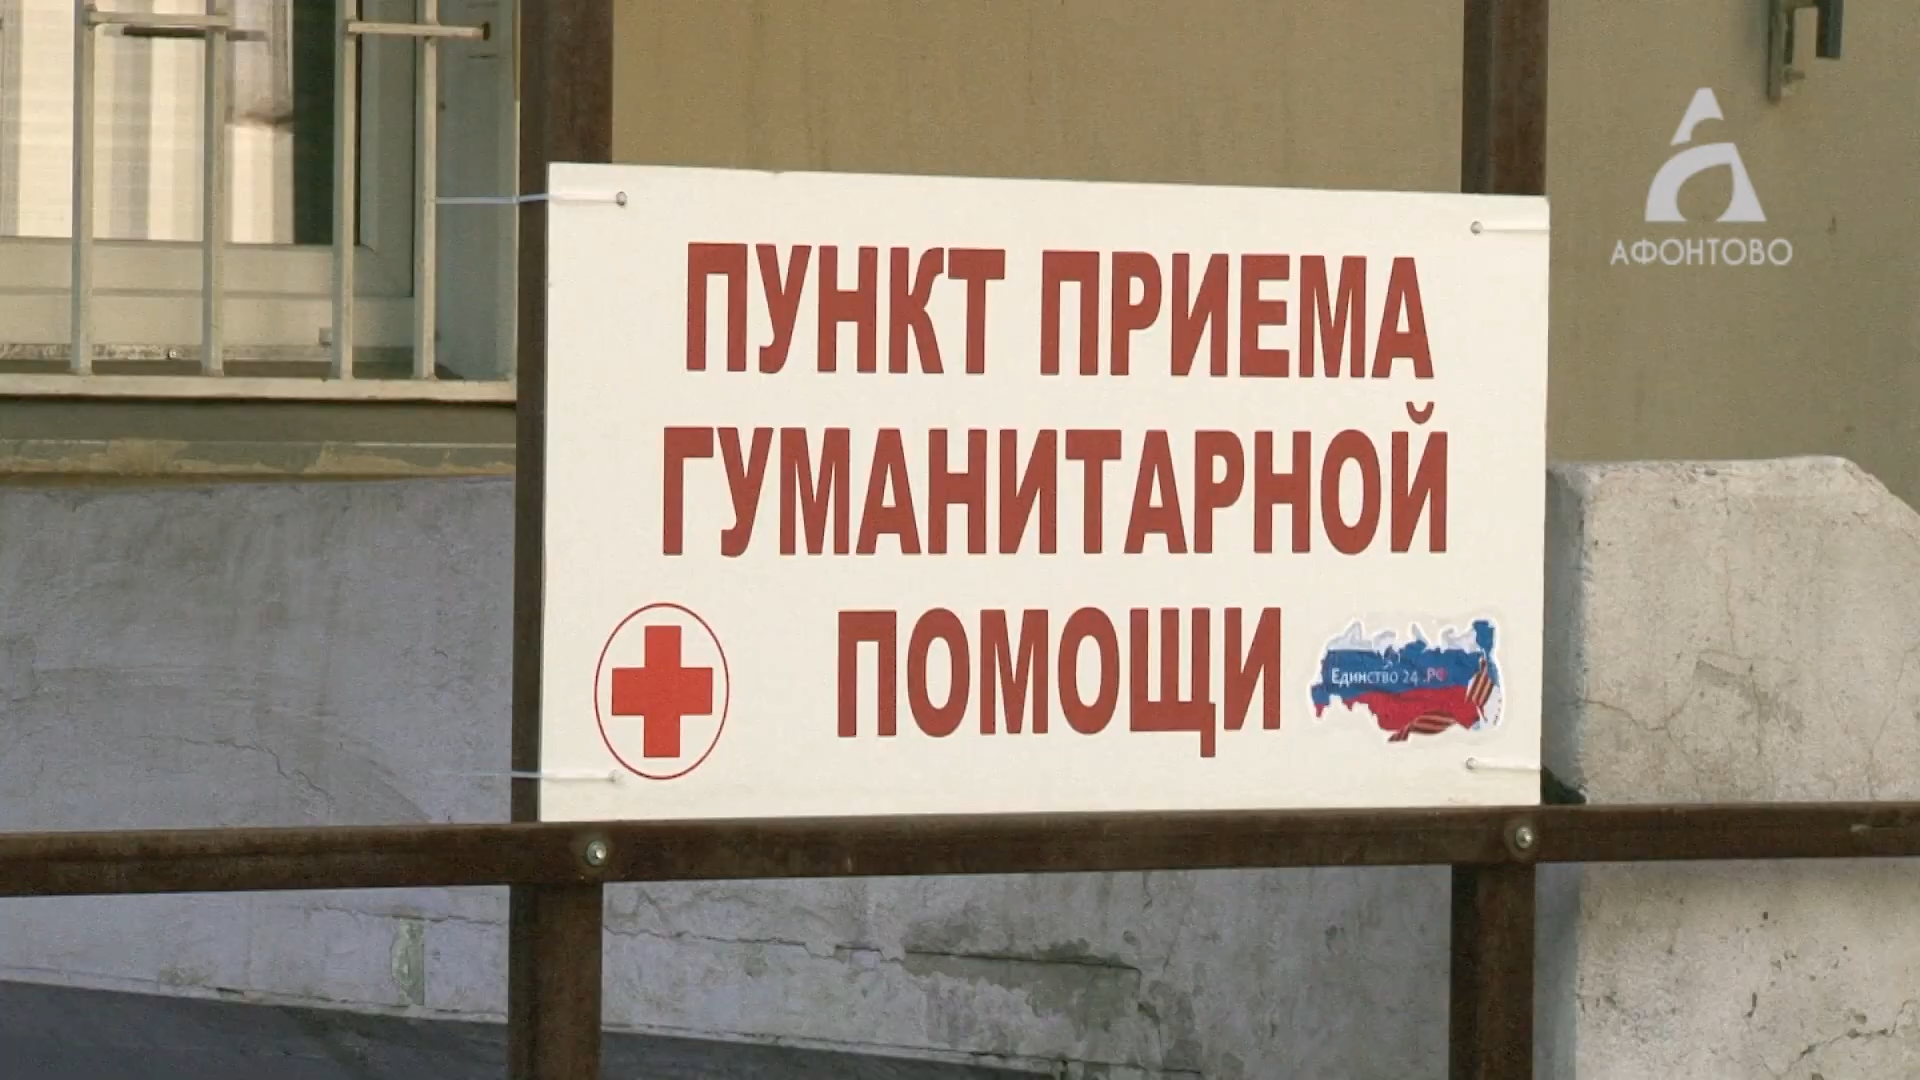 АФОНТОВО
ПУНКТ ПРИЕМА
ГУМАНИТАРНОЙ
ПОМОЩИ
Единство 24 .РФ